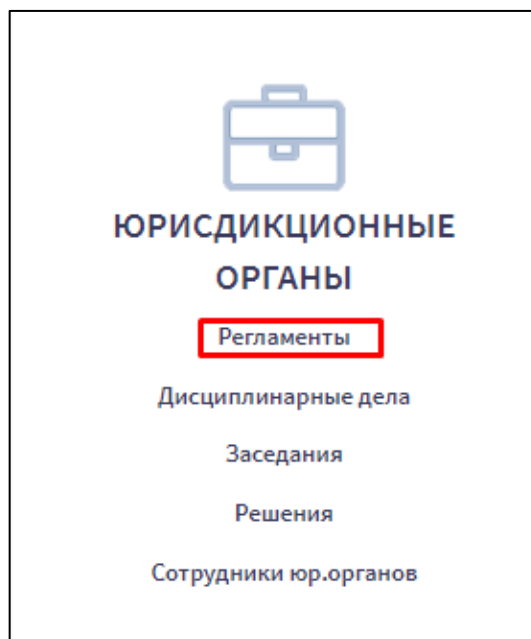 ЮРИСДИКЦИОННЫЕ
ОРГАНЫ
Регламенты
Дисциплинарные дела
Заседания
Решения
Сотрудники юр.органов